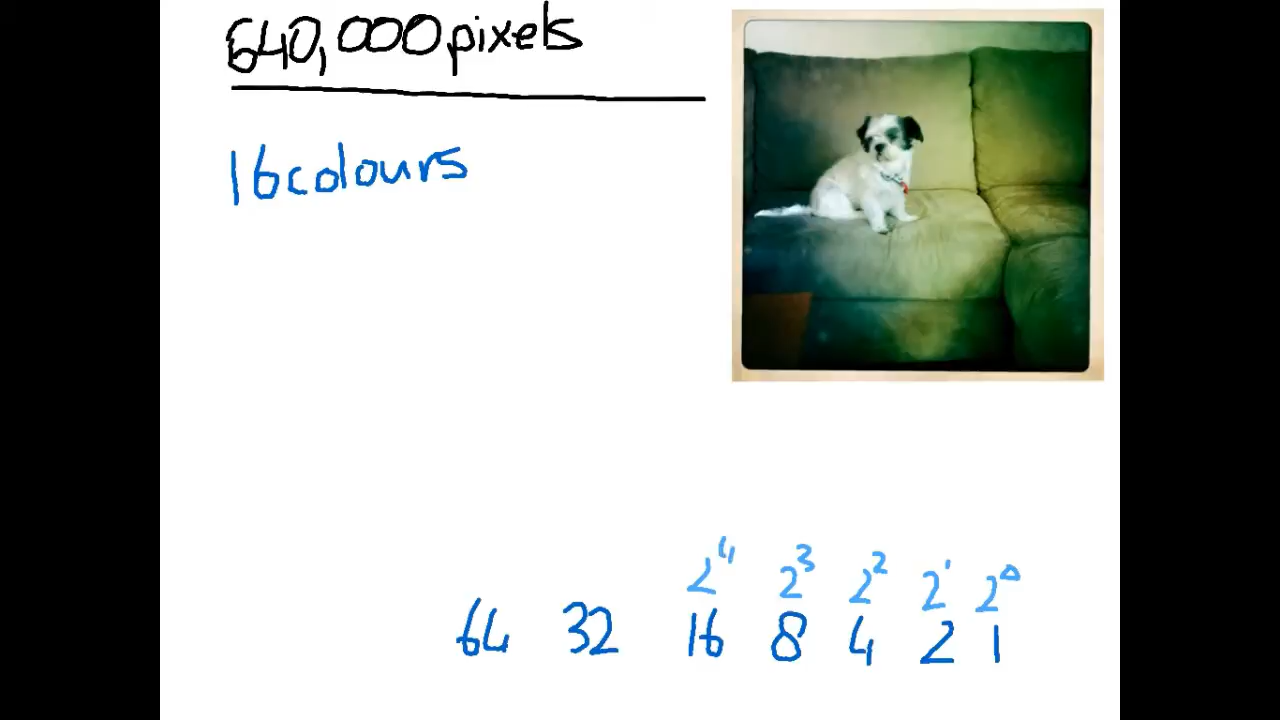 640,000 pixels
16 colours
2⁴ 2³ 2² 2¹ 2⁰
64 32 16 8 4 2 1